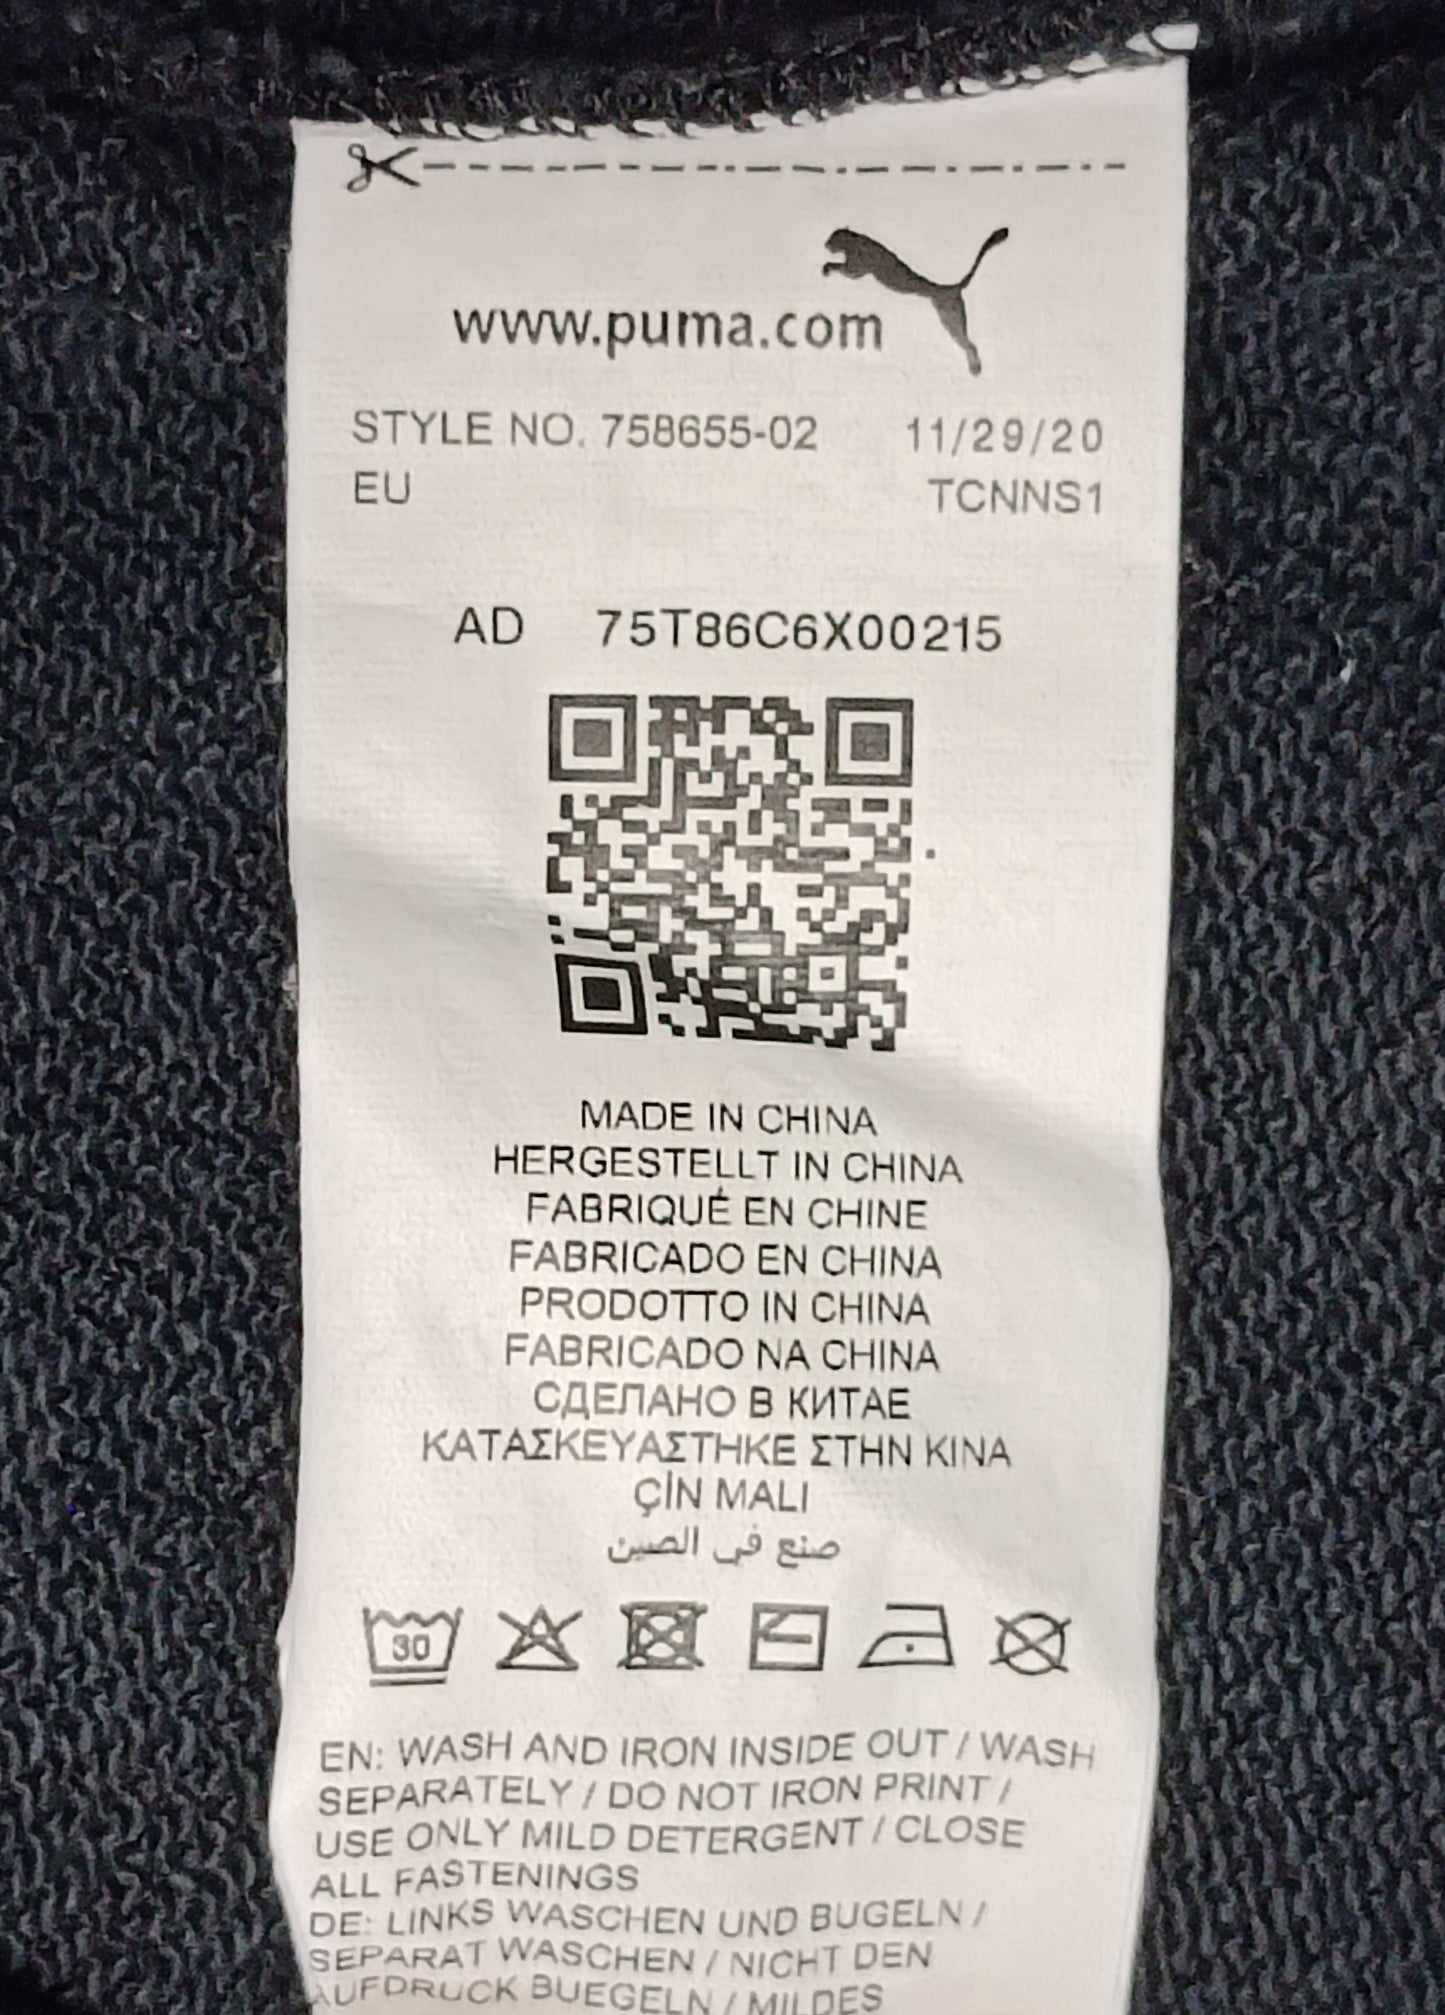 www.puma.com
STYLE NO. 758655-02 11/29/20
EU TCNNS1
AD 75T86C6X00215
MADE IN CHINA
HERGESTELLT IN CHINA
FABRIQUÉ EN CHINE
FABRICADO EN CHINA
PRODOTTO IN CHINA
FABRICADO NA CHINA
СДЕЛАНО В КИТАЕ
ΚΑΤΑΣΚΕΥΑΣΤΗΚΕ ΣΤΗΝ ΚΙΝΑ
ÇİN MALI
صنع في الصين
30
EN: WASH AND IRON INSIDE OUT / WASH
SEPARATELY / DO NOT IRON PRINT /
USE ONLY MILD DETERGENT / CLOSE
ALL FASTENINGS
DE: LINKS WASCHEN UND BUGELN /
SEPARAT WASCHEN / NICHT DEN
AUFDRUCK BUEGELN / MILDES